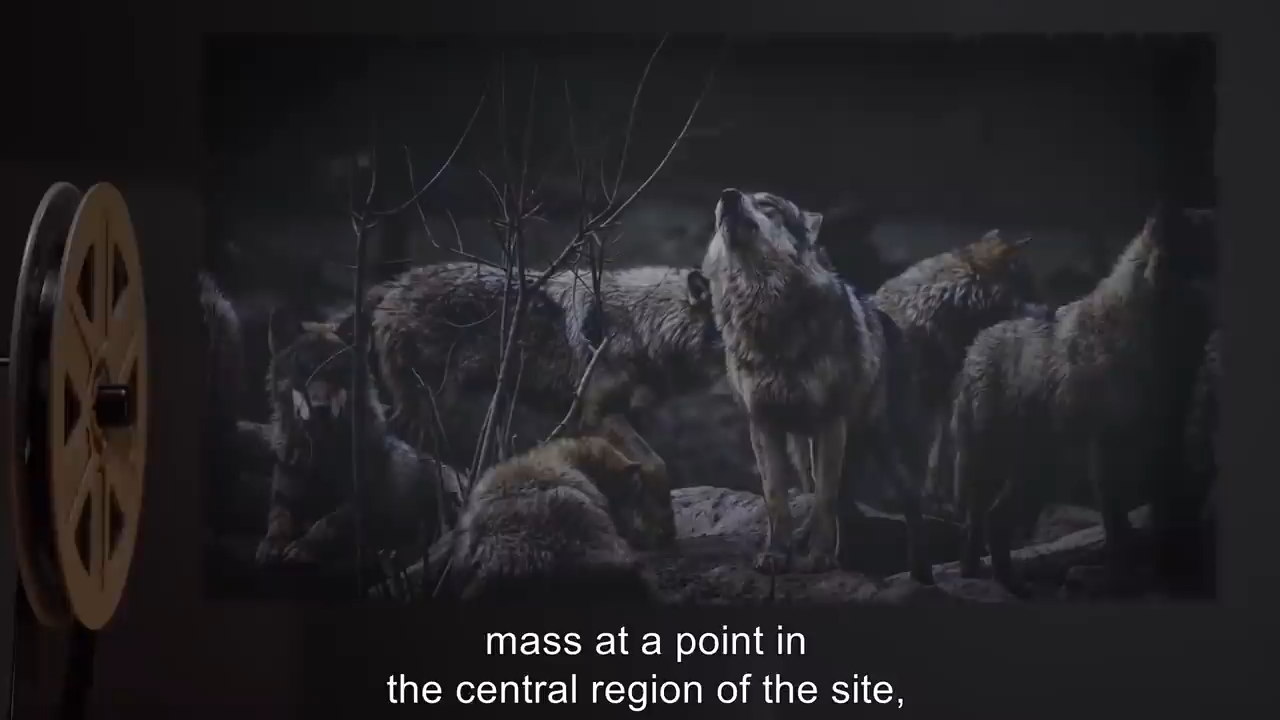 mass at a point in
the central region of the site,